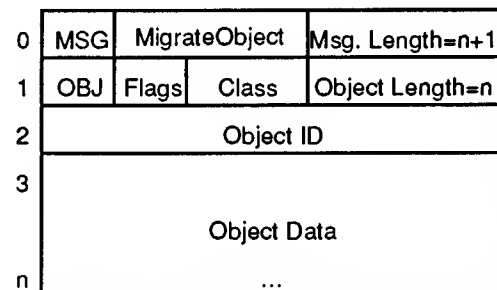 0 MSG MigrateObject Msg. Length=n+1
1 OBJ Flags Class Object Length=n
2 Object ID
3
Object Data
n ...